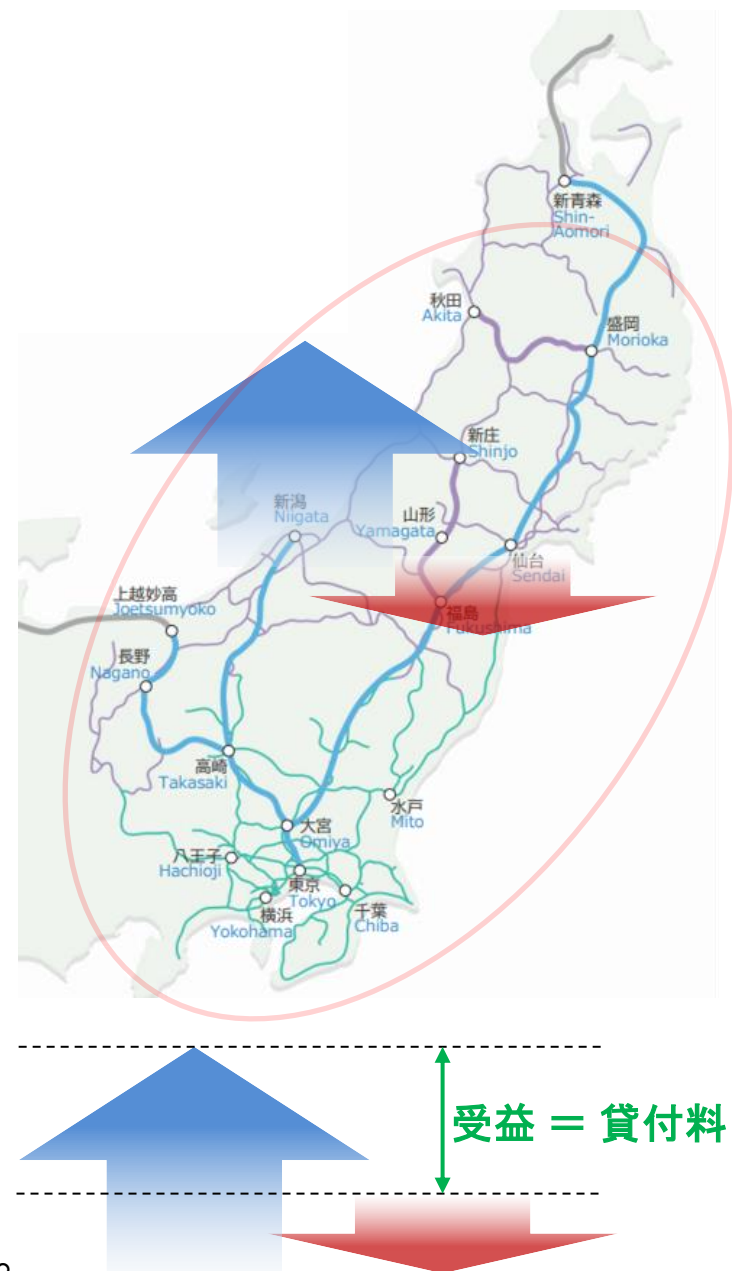 新青森
Shin-
Aomori
秋田
Akita
盛岡
Morioka
新庄
Shinjo
新潟
Niigata
山形
Yamagata
仙台
Sendai
上越妙高
Joetsumyoko
福島
Fukushima
長野
Nagano
高崎
Takasaki
水戸
Mito
大宮
Omiya
八王子
Hachioji
東京
Tokyo
横浜
Yokohama
千葉
Chiba
受益 ＝ 貸付料